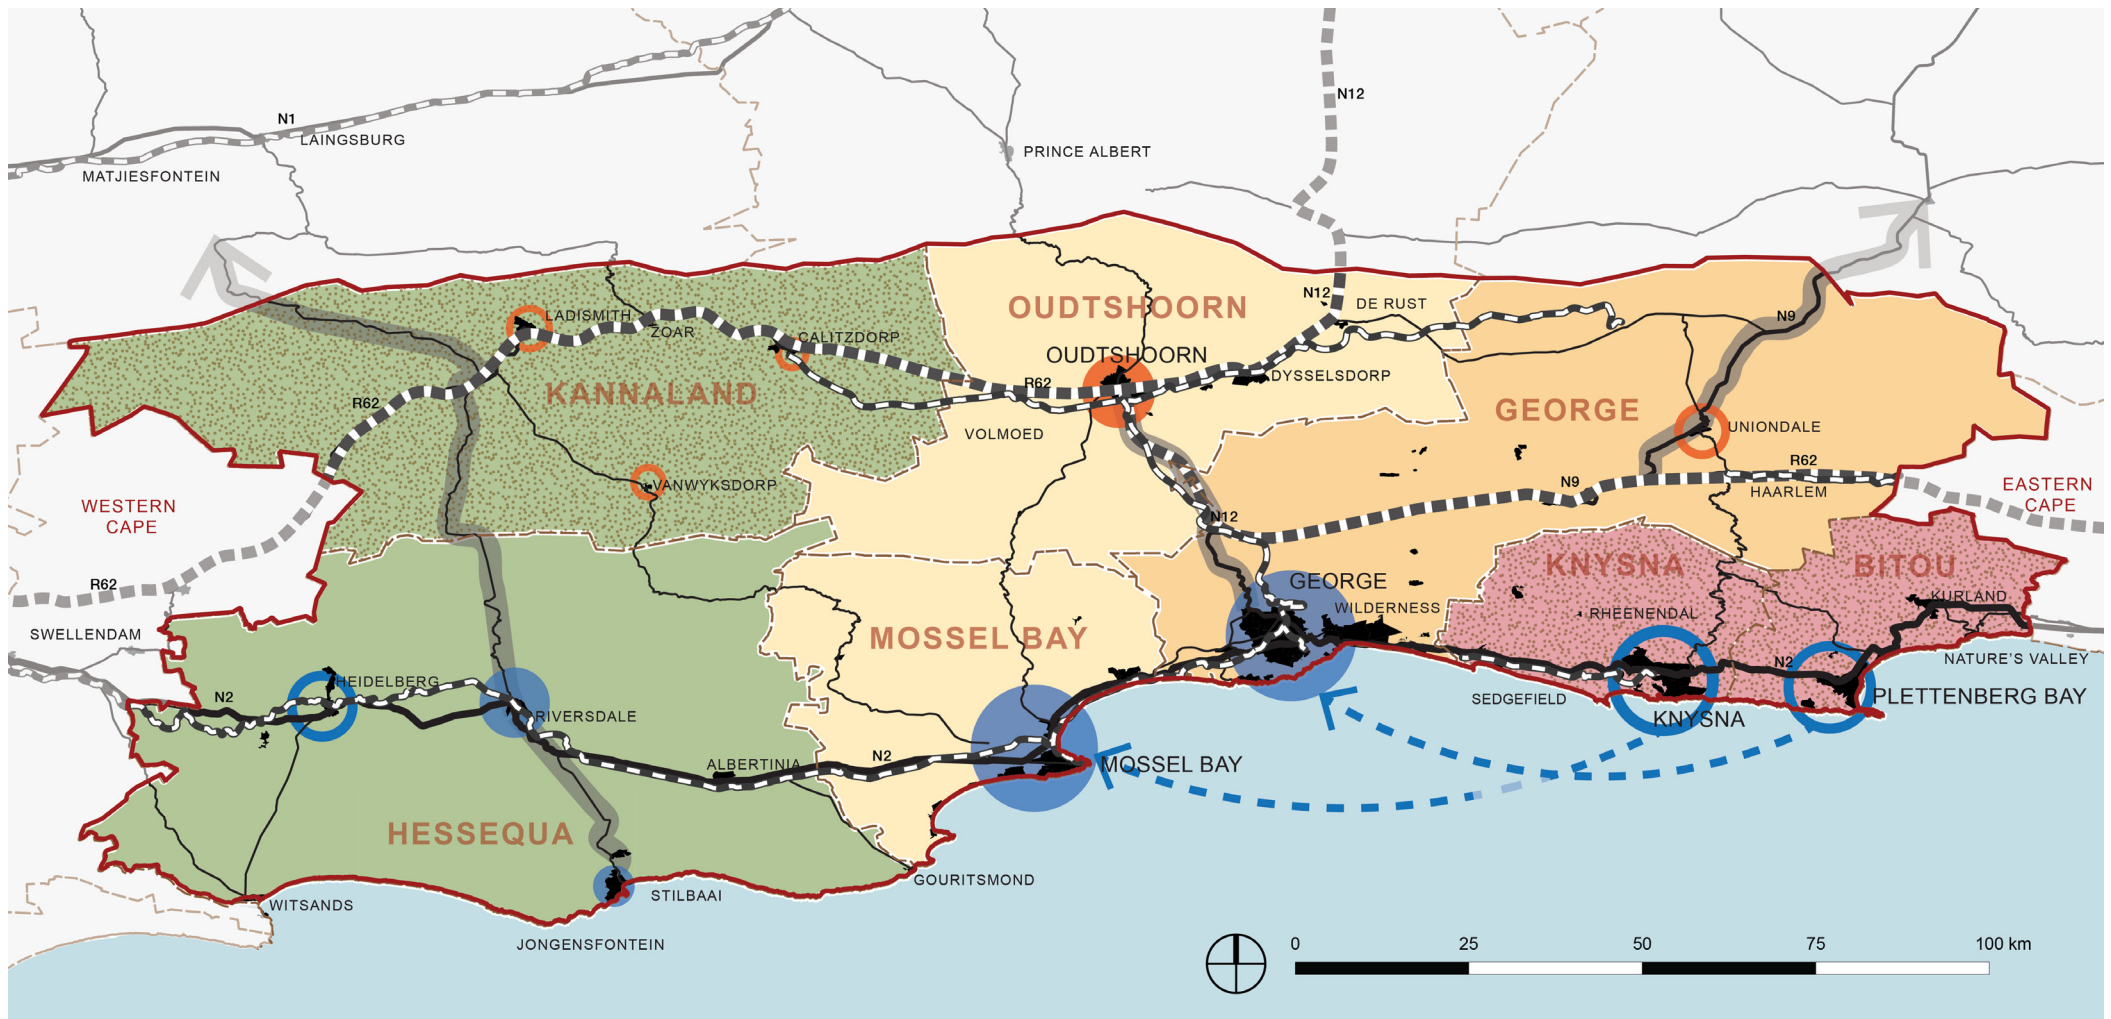 N12
N1
LAINGSBURG
PRINCE ALBERT
MATJIESFONTEIN
N12
DE RUST
OUDTSHOORN
LADISMITH
N9
ZOAR
CALITZDORP
OUDTSHOORN
DYSSELSDORP
R62
KANNALAND
R62
GEORGE
UNIONDALE
VOLMOED
R62
VANWYKSDORP
N9
HAARLEM
EASTERN
CAPE
WESTERN
CAPE
N12
KNYSNA
BITOU
R62
GEORGE
KURLAND
WILDERNESS
RHEENENDAL
SWELLENDAM
MOSSEL BAY
NATURE'S VALLEY
N2
HEIDELBERG
N2
PLETTENBERG BAY
SEDGEFIELD
RIVERSDALE
KNYSNA
N2
ALBERTINIA
MOSSEL BAY
HESSEQUA
GOURITSMOND
STILBAAI
WITSANDS
JONGENSFONTEIN
0 25 50 75 100 km